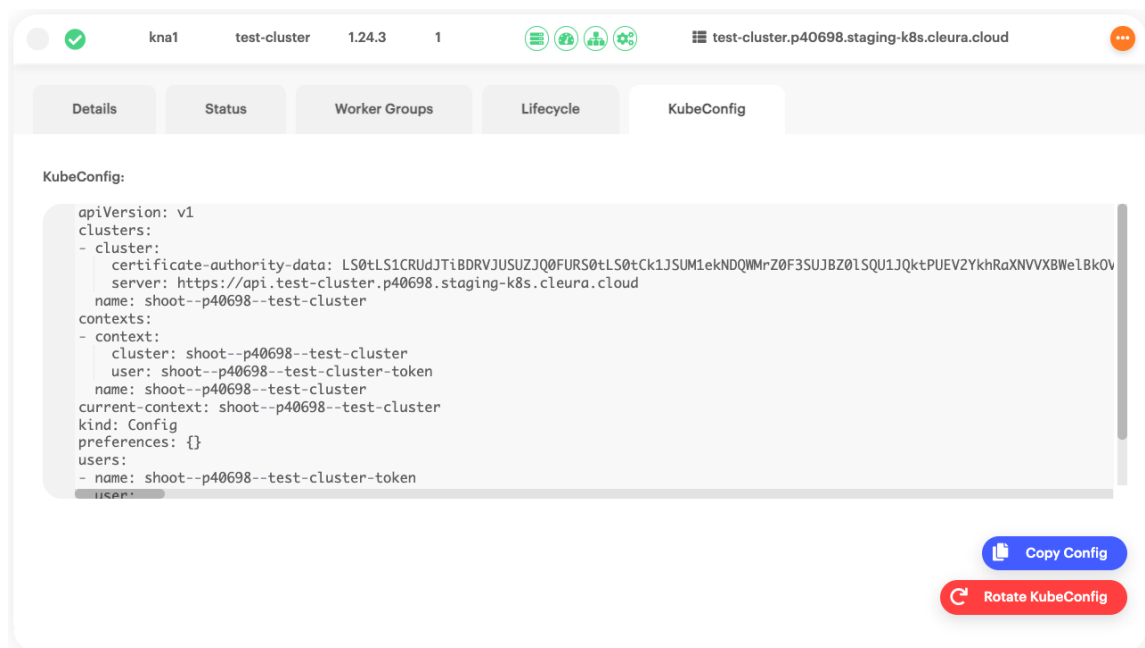 kna1 test-cluster 1.24.3 1 test-cluster.p40698.staging-k8s.cleura.cloud
Details Status Worker Groups Lifecycle KubeConfig
KubeConfig:
apiVersion: v1
clusters:
- cluster:
certificate-authority-data: LS0tLS1CRUdJTiBDRVJUSUZJQ0FURS0tLS0tCk1JSUM1ekNDQWMrZ0F3SUJBZ0lSQU1JQktPUEV2YkhRaXNVVXBWelBkOV
server: https://api.test-cluster.p40698.staging-k8s.cleura.cloud
name: shoot--p40698--test-cluster
contexts:
- context:
cluster: shoot--p40698--test-cluster
user: shoot--p40698--test-cluster-token
name: shoot--p40698--test-cluster
current-context: shoot--p40698--test-cluster
kind: Config
preferences: {}
users:
- name: shoot--p40698--test-cluster-token
user:
Copy Config
Rotate KubeConfig